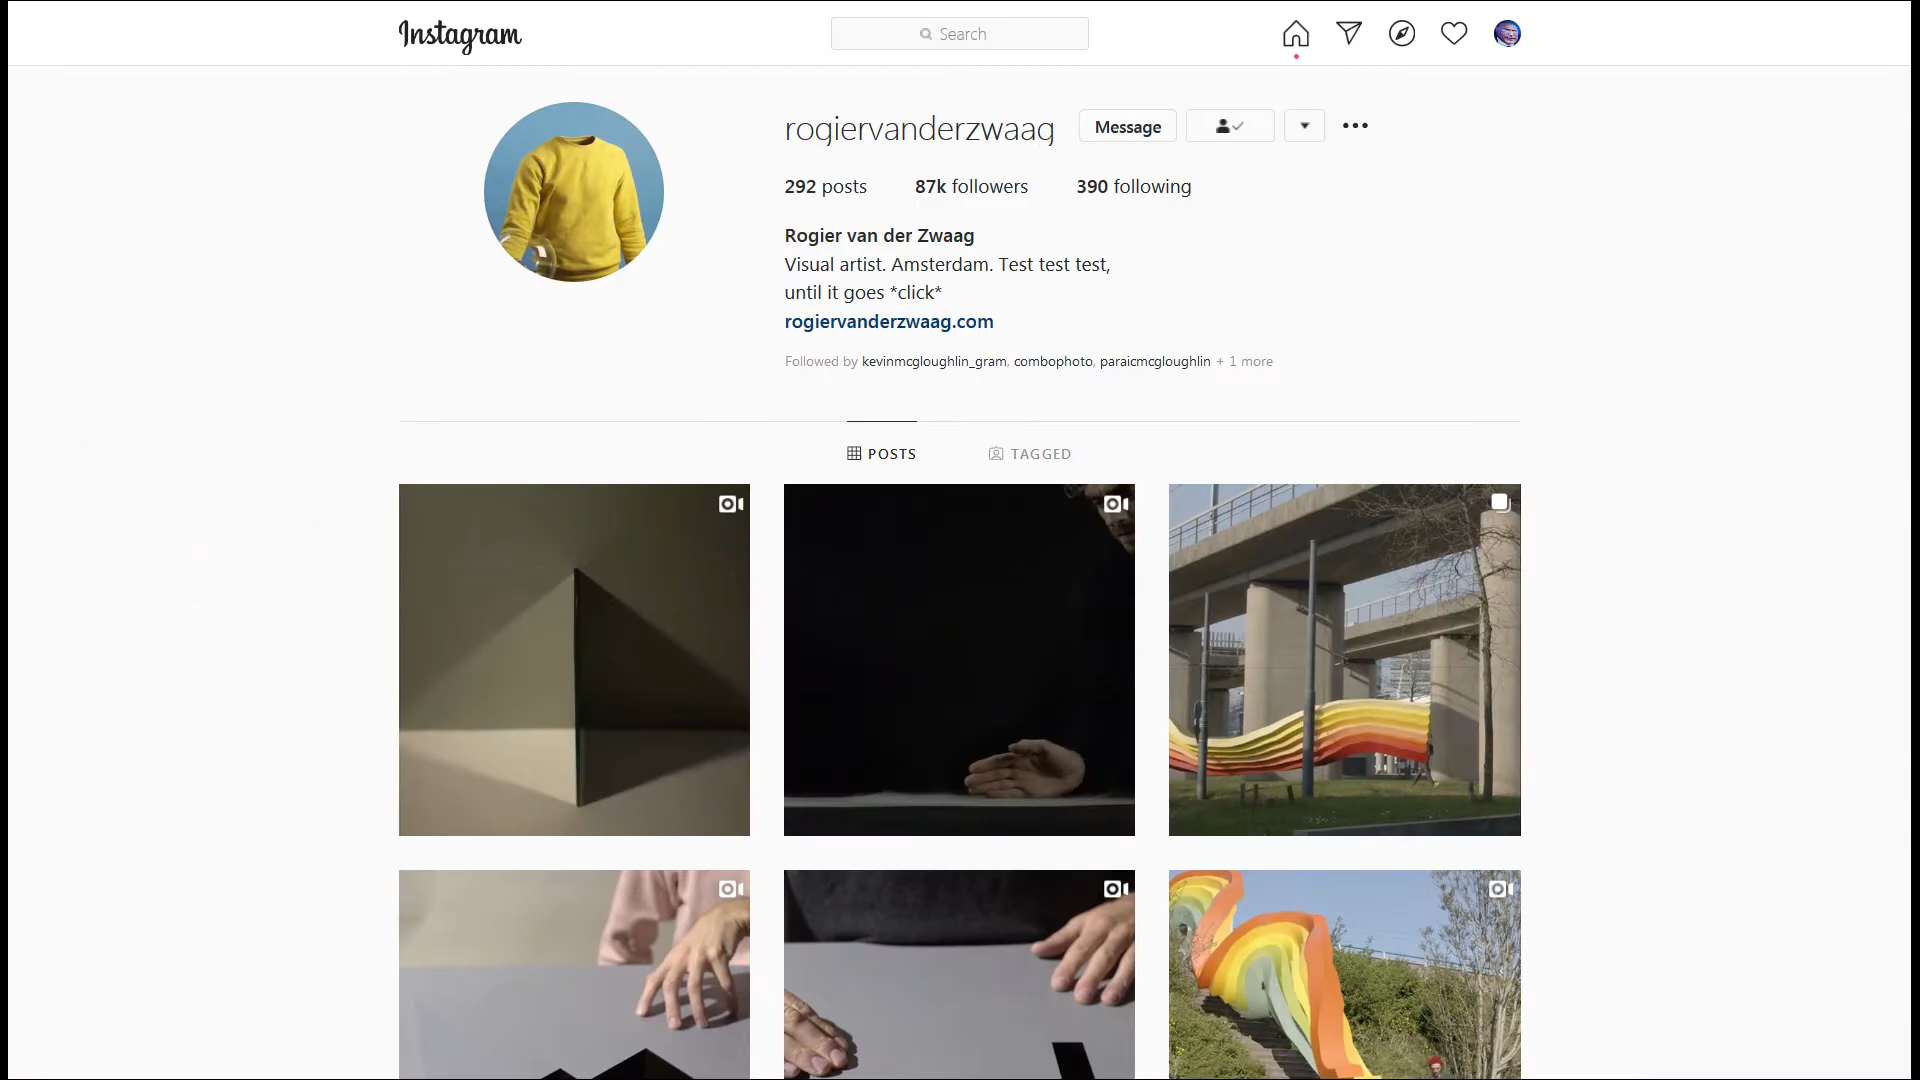 Instagram
Search
rogiervanderzwaag
Message
292 posts 87k followers 390 following
Rogier van der Zwaag
Visual artist. Amsterdam. Test test test,
until it goes *click*
rogiervanderzwaag.com
Followed by kevinmcgloughlin_gram, combophoto, paraicmcgloughlin + 1 more
POSTS TAGGED